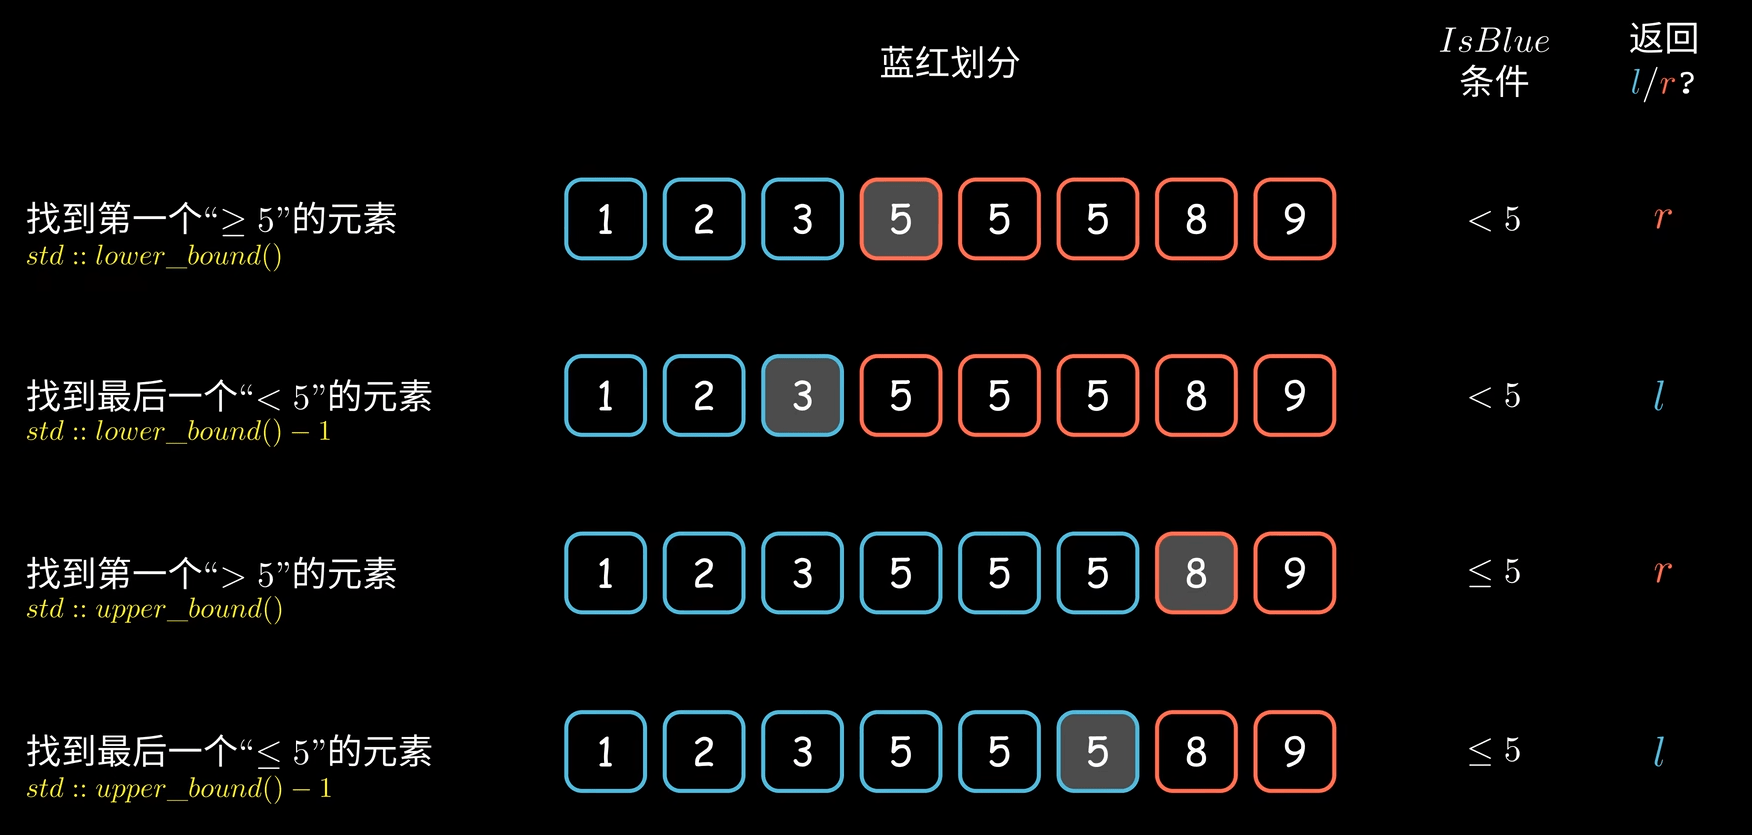 蓝红划分
IsBlue
条件
返回
l/r?
找到第一个“≥ 5”的元素
std :: lower_bound()
1 2 3 5 5 5 8 9
< 5
r
找到最后一个“< 5”的元素
std :: lower_bound() − 1
1 2 3 5 5 5 8 9
< 5
l
找到第一个“> 5”的元素
std :: upper_bound()
1 2 3 5 5 5 8 9
≤ 5
r
找到最后一个“≤ 5”的元素
std :: upper_bound() − 1
1 2 3 5 5 5 8 9
≤ 5
l